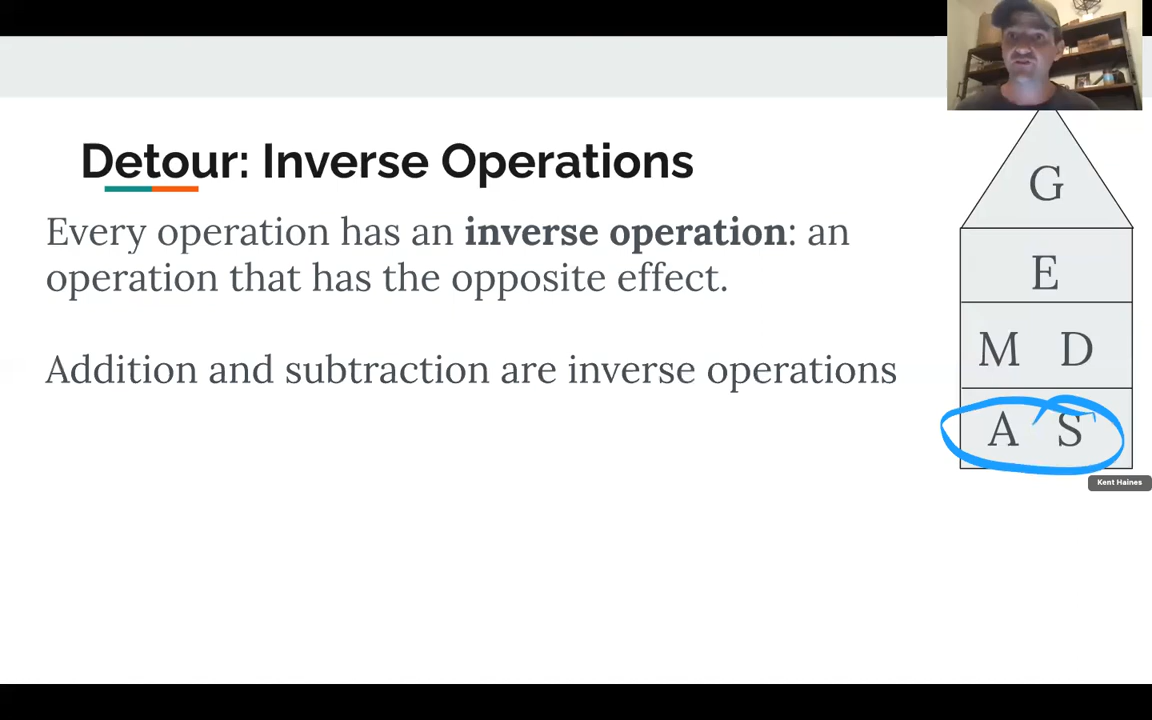 Detour: Inverse Operations
Every operation has an inverse operation: an
operation that has the opposite effect.
Addition and subtraction are inverse operations
G
E
M D
A S
Kent Haines